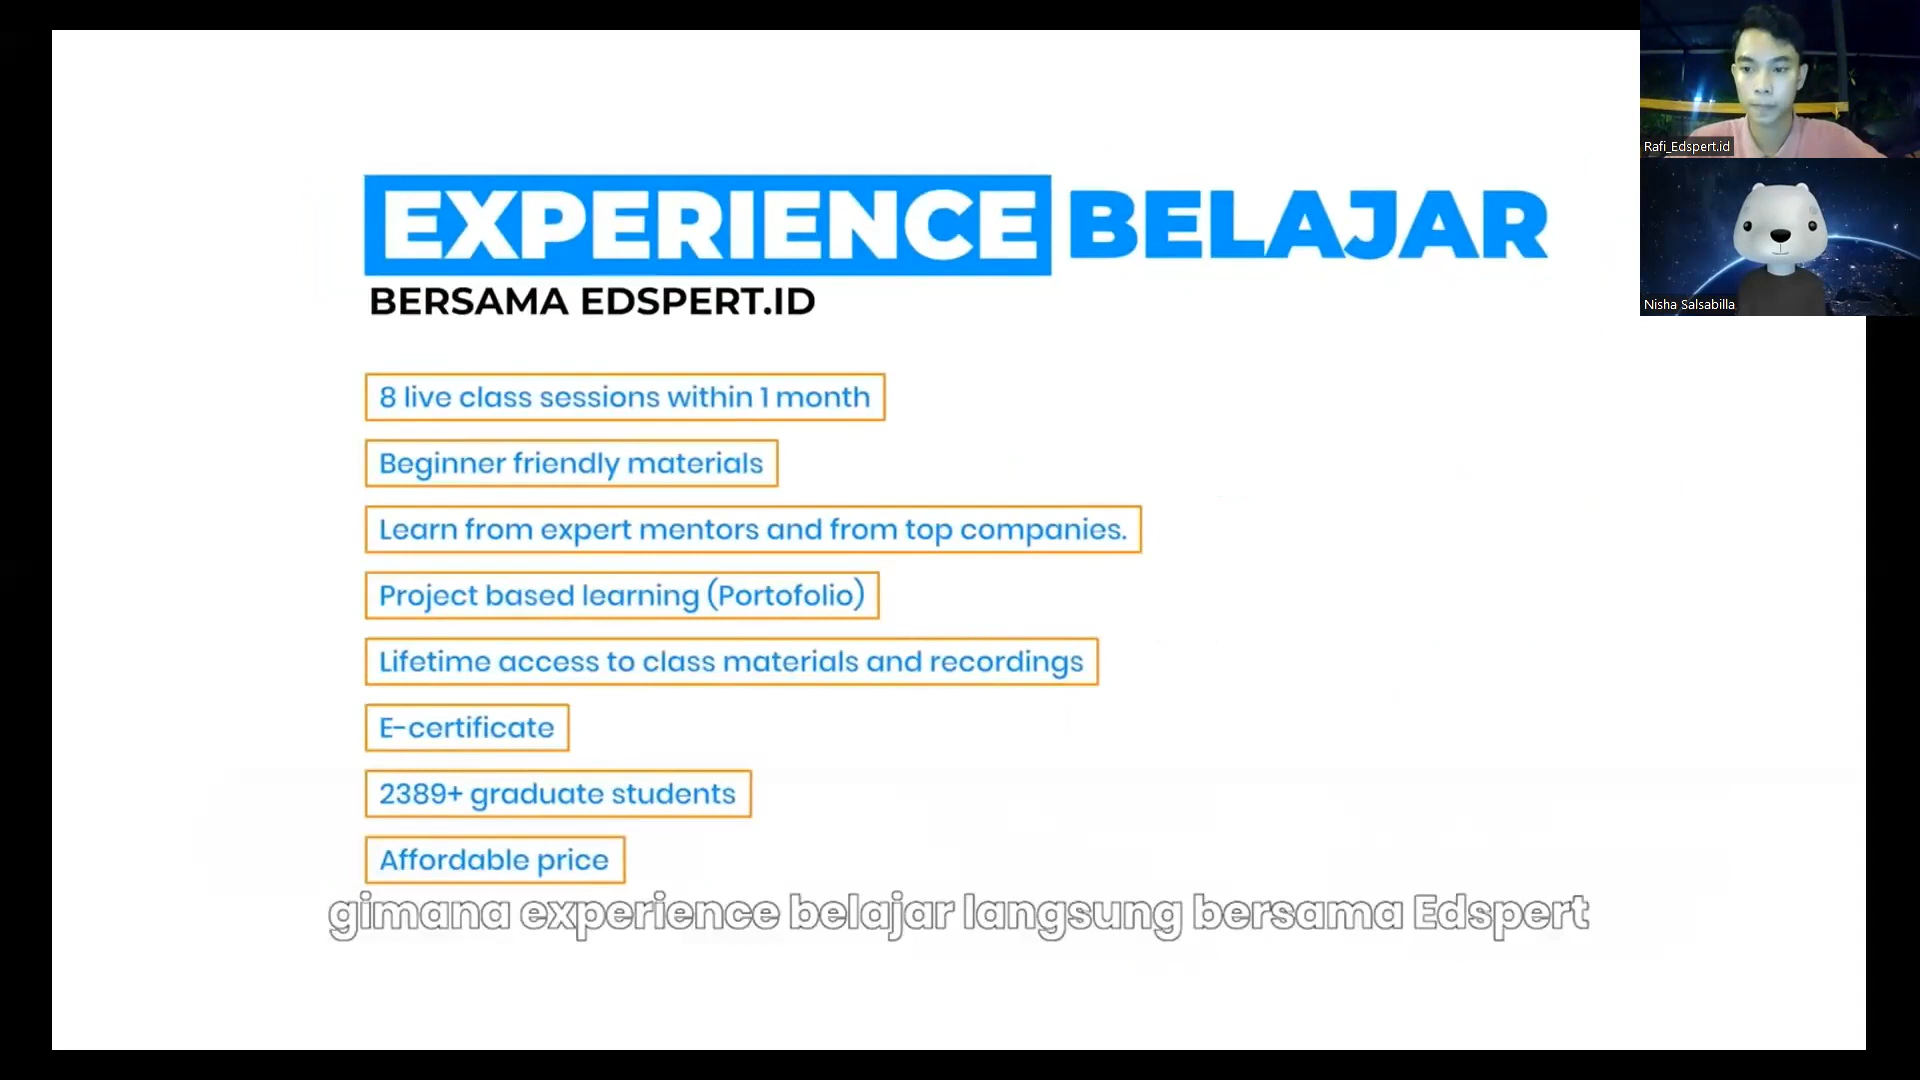 EXPERIENCE BELAJAR
BERSAMA EDSPERT.ID
8 live class sessions within 1 month
Beginner friendly materials
Learn from expert mentors and from top companies.
Project based learning (Portofolio)
Lifetime access to class materials and recordings
E-certificate
2389+ graduate students
Affordable price
gimana experience belajar langsung bersama Edspert
Rafi_Edspert.id
Nisha Salsabilla